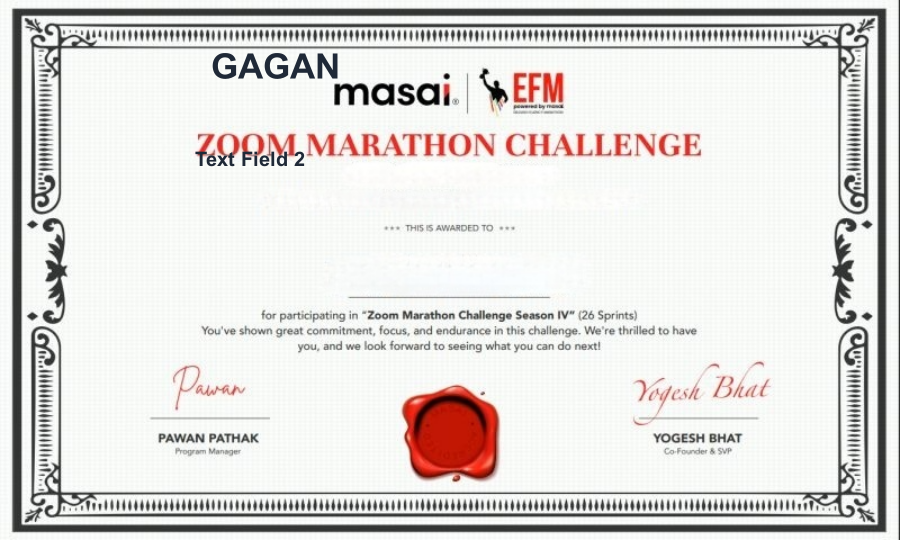 GAGAN
masai® | EFM
powered by masai
ZOOM MARATHON CHALLENGE
Text Field 2
*** THIS IS AWARDED TO ***
for participating in “Zoom Marathon Challenge Season IV” (26 Sprints)
You've shown great commitment, focus, and endurance in this challenge. We're thrilled to have
you, and we look forward to seeing what you can do next!
Pawan
Yogesh Bhat
PAWAN PATHAK
YOGESH BHAT
Program Manager
Co-Founder & SVP